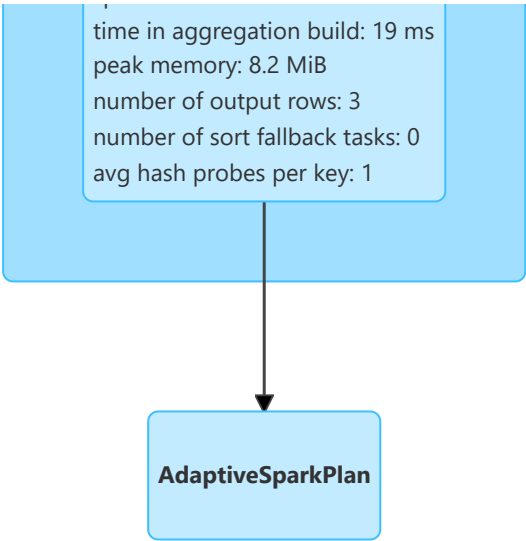 time in aggregation build: 19 ms
peak memory: 8.2 MiB
number of output rows: 3
number of sort fallback tasks: 0
avg hash probes per key: 1
AdaptiveSparkPlan